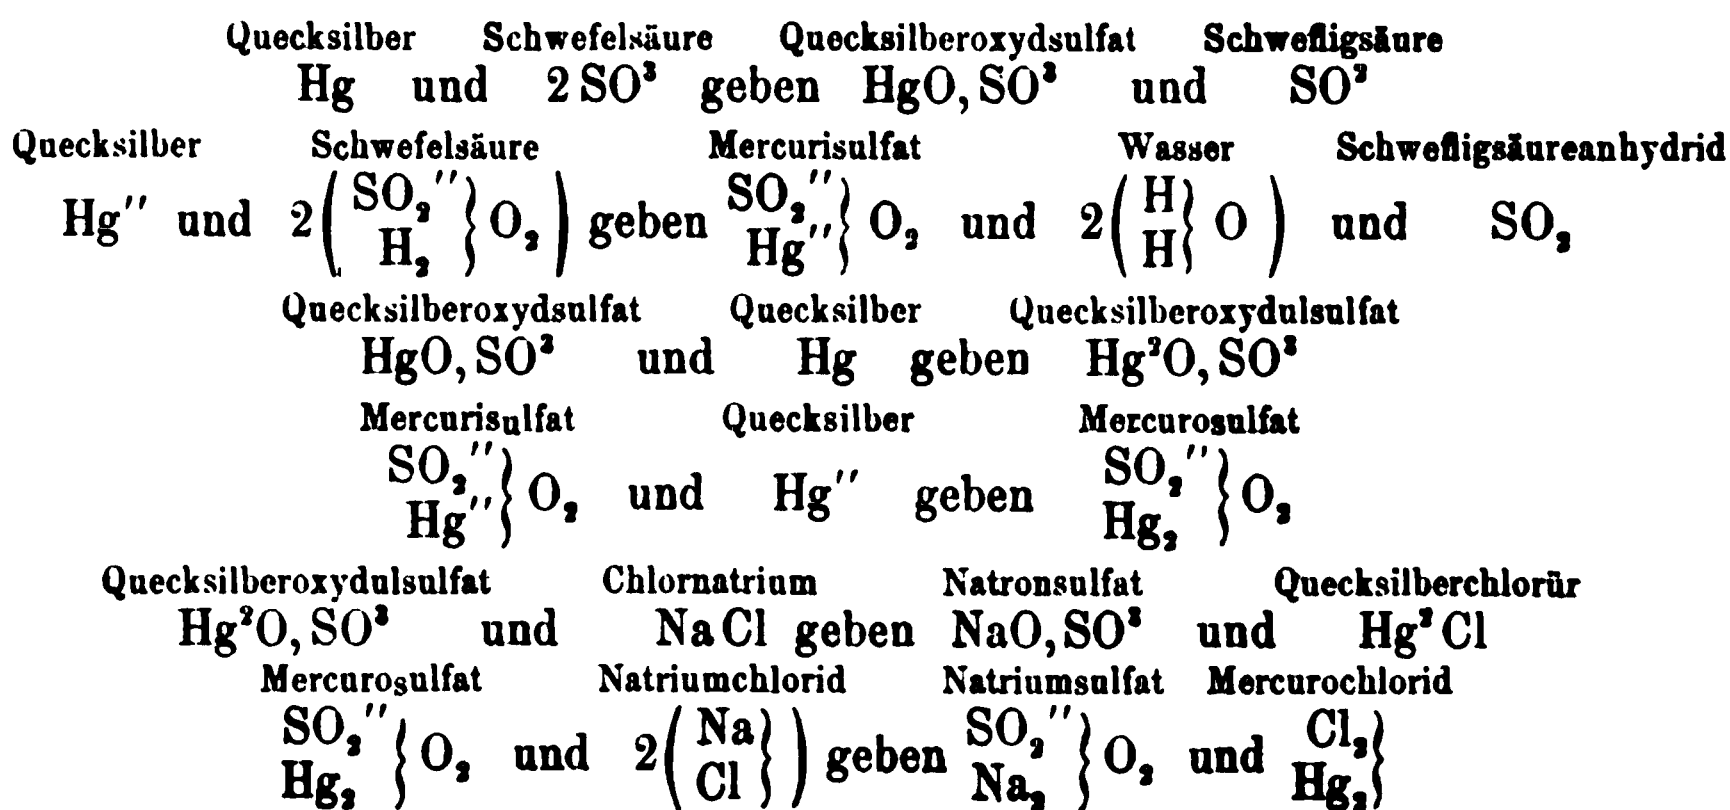 Quecksilber Schwefelsäure Quecksilberoxydsulfat Schwefligsäure
Hg und 2 SO³ geben HgO, SO³ und SO²
Quecksilber Schwefelsäure Mercurisulfat Wasser Schwefligsäureanhydrid
Hg'' und 2(SO₂'' H₂} O₂) geben SO₂'' Hg''} O₂ und 2(H H} O) und SO₂
Quecksilberoxydsulfat Quecksilber Quecksilberoxydulsulfat
HgO, SO³ und Hg geben Hg²O, SO³
Mercurisulfat Quecksilber Mercurosulfat
SO₂'' Hg''} O₂ und Hg'' geben SO₂'' Hg₂} O₂
Quecksilberoxydulsulfat Chlornatrium Natronsulfat Quecksilberchlorür
Hg²O, SO³ und NaCl geben NaO, SO³ und Hg²Cl
Mercurosulfat Natriumchlorid Natriumsulfat Mercurochlorid
SO₂'' Hg₂} O₂ und 2(Na Cl}) geben SO₂'' Na₂} O₂ und Cl₂ Hg₂}